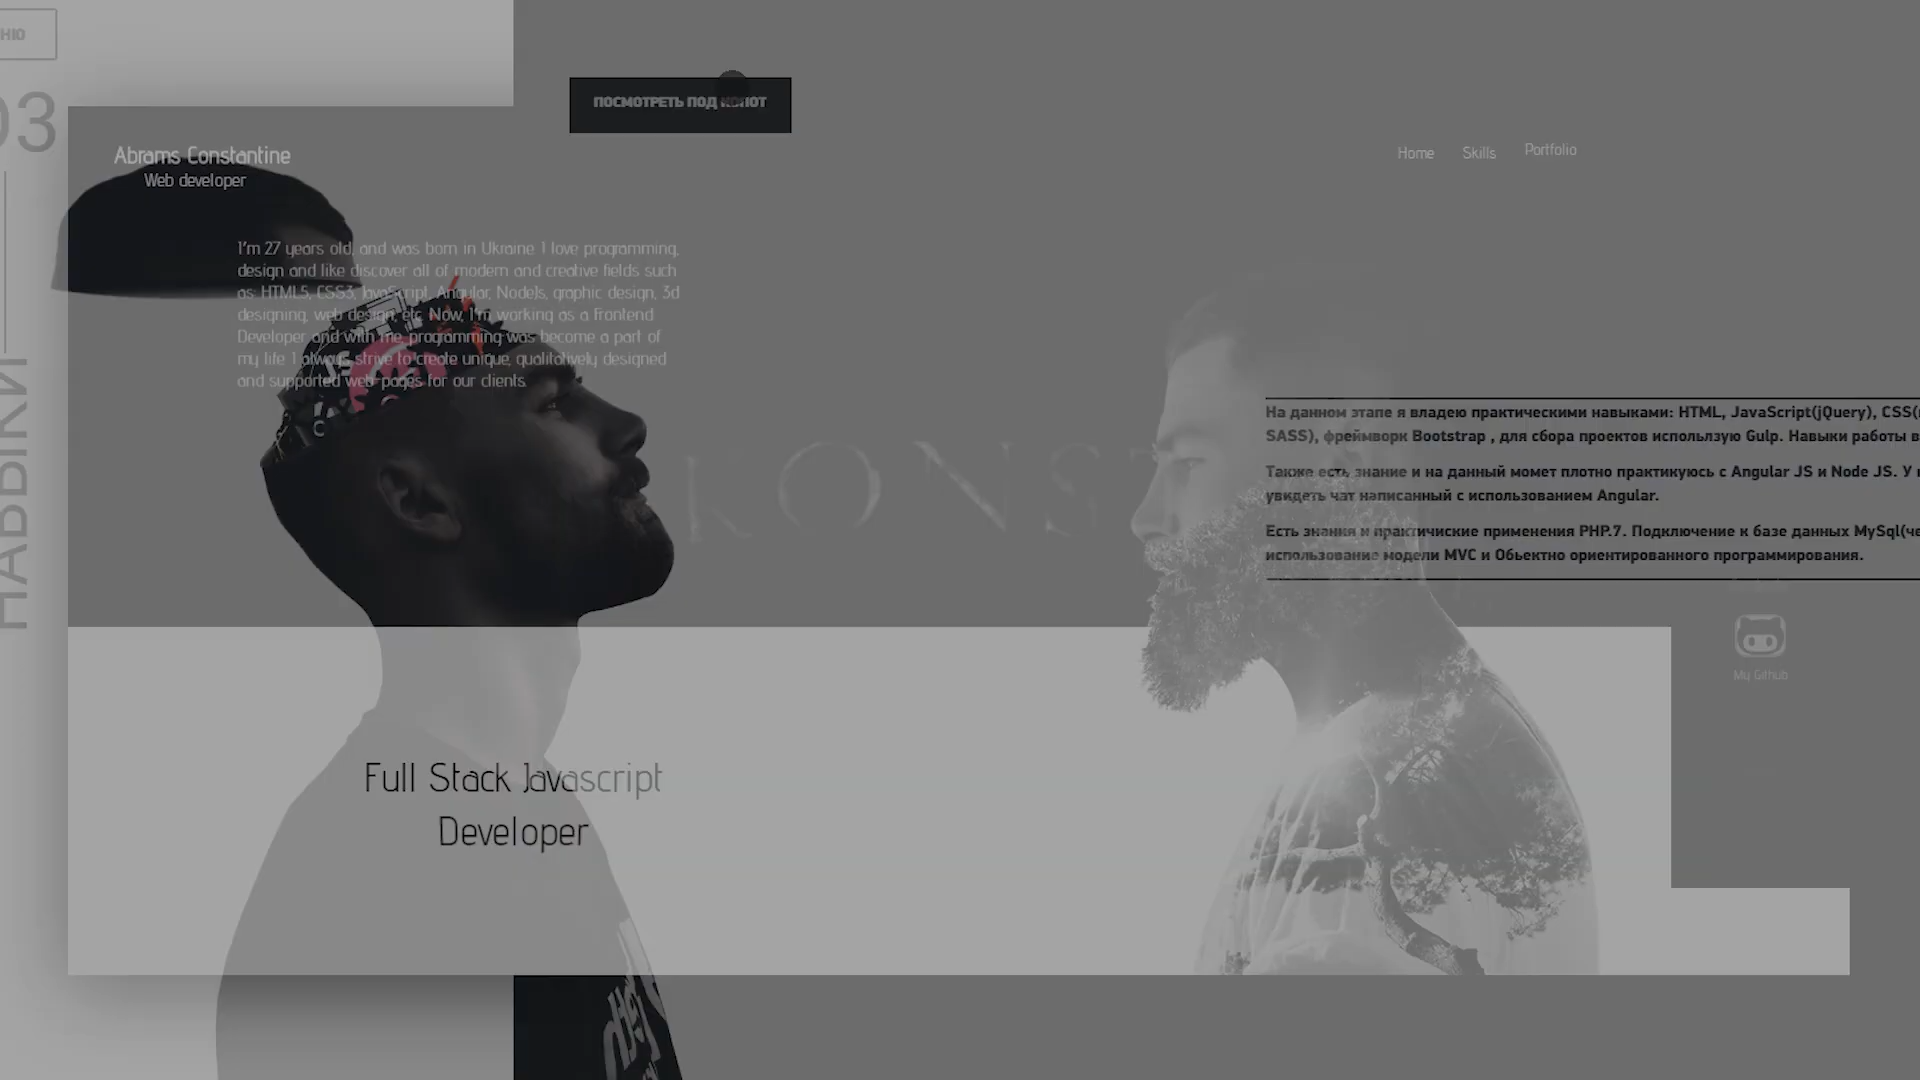 НЮ
03
НАВЫКИ
ПОСМОТРЕТЬ ПОД КАПОТ
Abrams Constantine
Web developer
Home
Skills
Portfolio
I'm 27 years old, and was born in Ukraine. I love programming,
design and like discover all of modern and creative fields such
as: HTML5, CSS3, JavaScript, Angular, NodeJs, graphic design, 3d
designing, web design, etc. Now, I'm working as a Frontend
Developer and with me programming was become a part of
my life. I always strive to create unique, qualitatively designed
and supported web-pages for our clients.
KONST
На данном этапе я владею практическими навыками: HTML, JavaScript(jQuery), CSS(
SASS), фреймворк Bootstrap , для сбора проектов использую Gulp. Навыки работы в
Также есть знание и на данный момет плотно практикуюсь с Angular JS и Node JS. У
увидеть чат написанный с использованием Angular.
Есть знания и практичиские применения PHP.7. Подключение к базе данных MySql(че
использование модели MVC и Обьектно ориентированного программирования.
My Github
Full Stack Javascript
Developer
JS